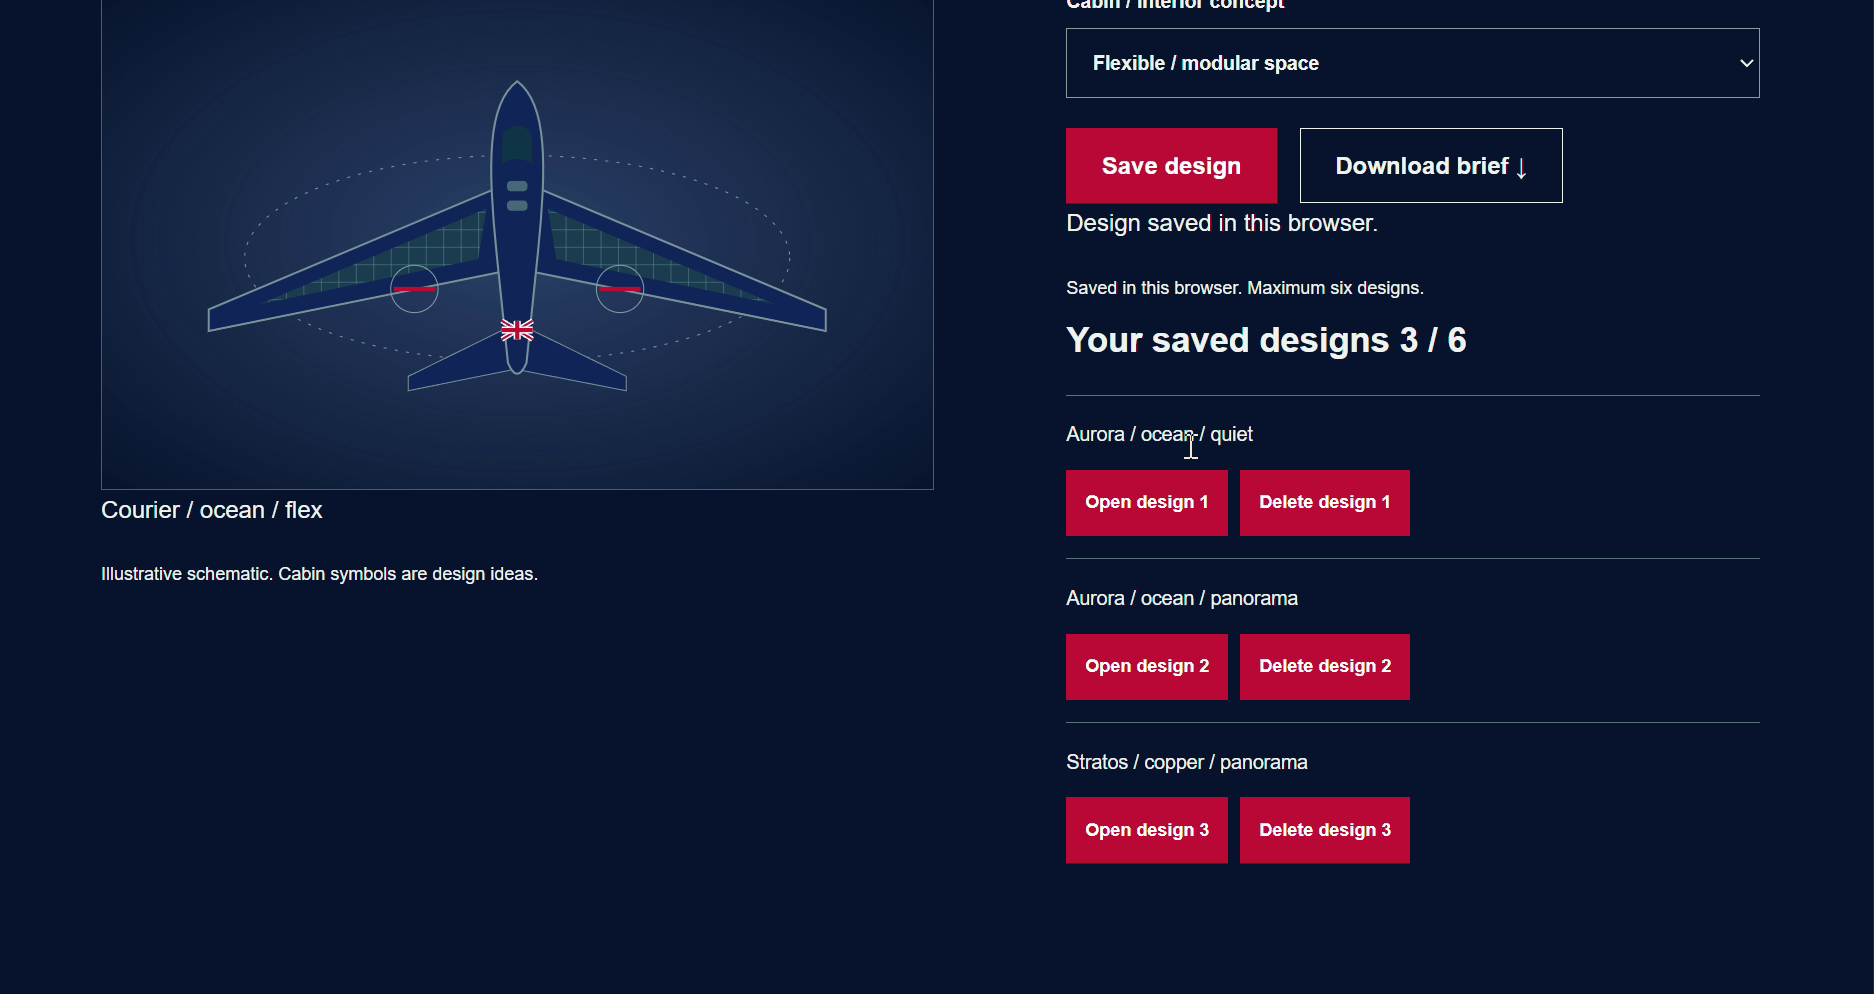 Cabin / Interior concept
Flexible / modular space
Save design
Download brief ↓
Design saved in this browser.
Saved in this browser. Maximum six designs.
Your saved designs 3 / 6
Aurora / ocean / quiet
Open design 1
Delete design 1
Aurora / ocean / panorama
Open design 2
Delete design 2
Stratos / copper / panorama
Open design 3
Delete design 3
Courier / ocean / flex
Illustrative schematic. Cabin symbols are design ideas.